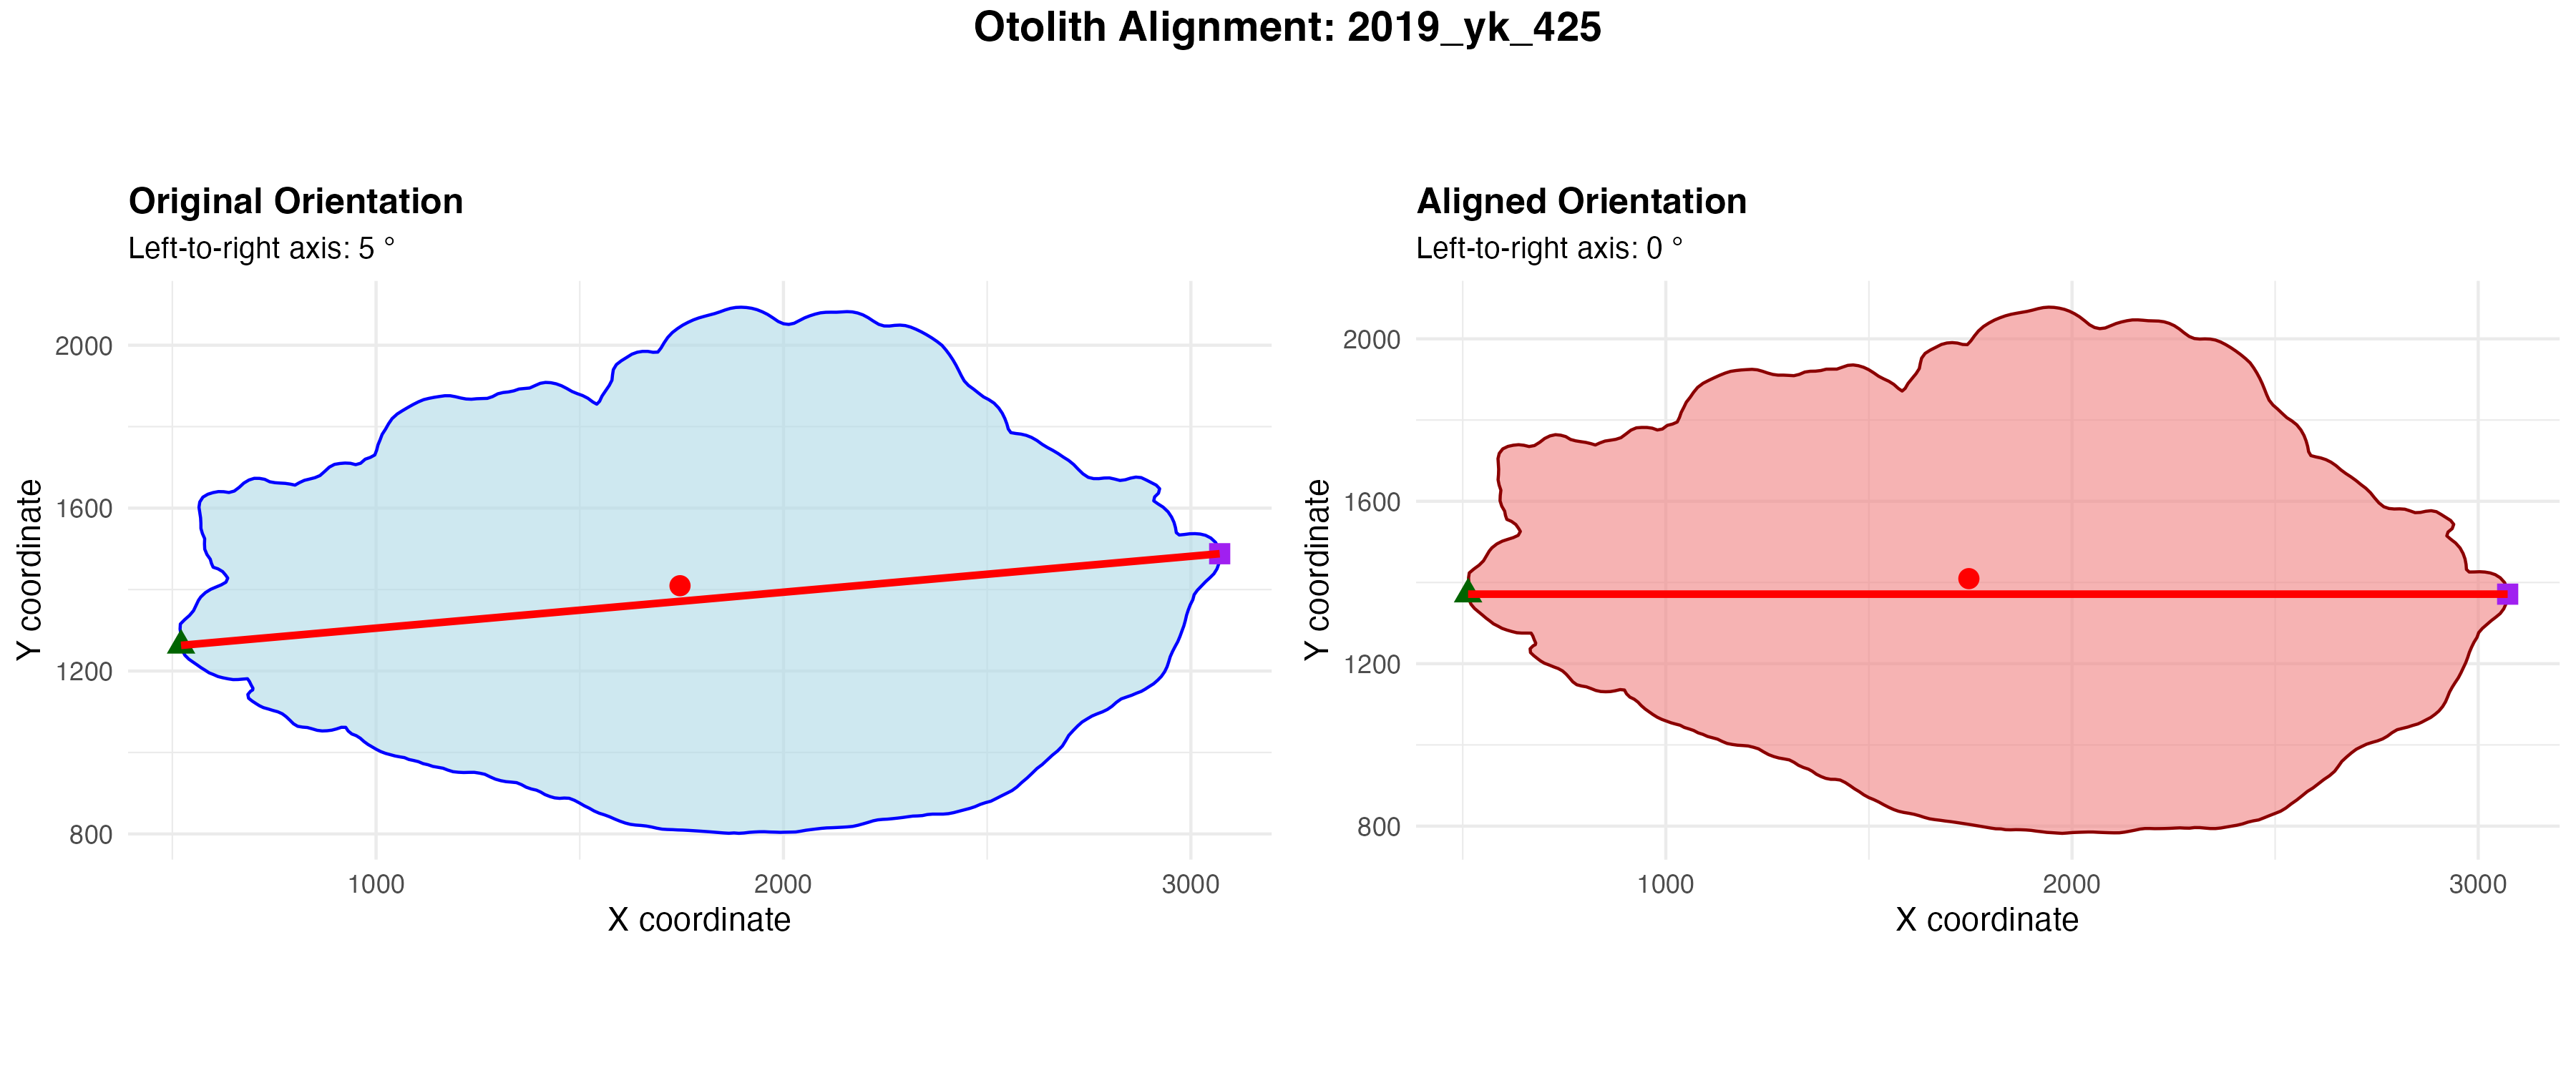 Otolith Alignment: 2019_yk_425
Original Orientation
Left-to-right axis: 5 °
2000
1600
1200
800
Y coordinate
1000 2000 3000
X coordinate
Aligned Orientation
Left-to-right axis: 0 °
2000
1600
1200
800
Y coordinate
1000 2000 3000
X coordinate